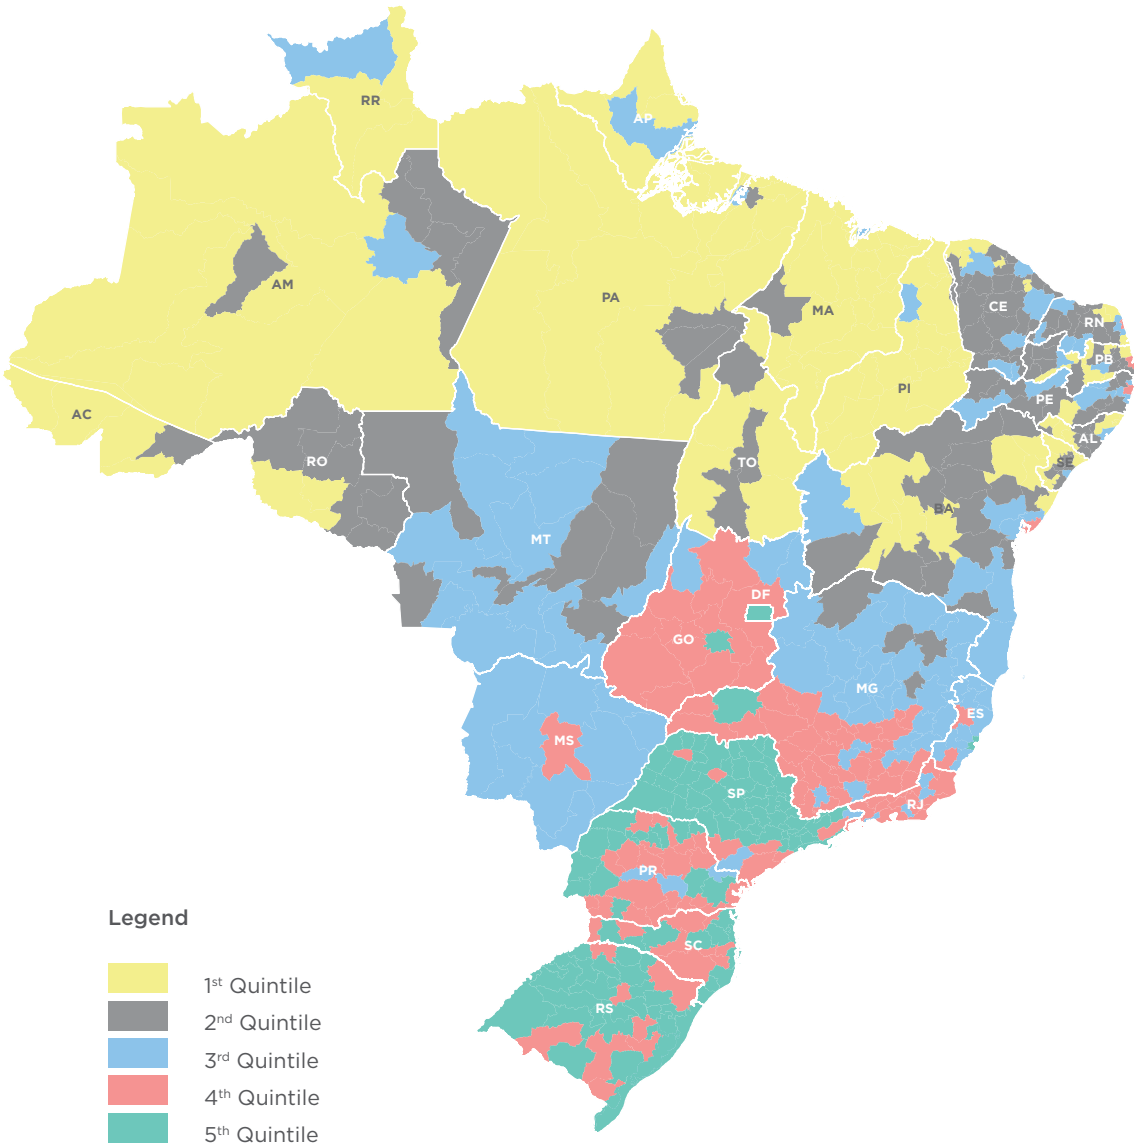 RR
AP
AM
PA
MA
CE
RN
PB
PI
PE
AC
AL
RO
TO
SE
BA
MT
DF
GO
MG
ES
MS
SP
RJ
PR
SC
RS
Legend
1st Quintile
2nd Quintile
3rd Quintile
4th Quintile
5th Quintile